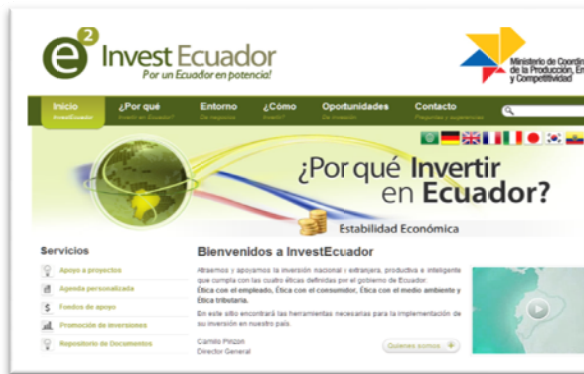 e2 Invest Ecuador
Por un Ecuador en potencia!
Ministerio de Coordin
de la Producción, En
y Competitividad
Inicio ¿Por qué Entorno ¿Cómo Oportunidades Contacto
InvestEcuador Invertir en Ecuador? De negocios Invertir? De inversión Preguntas y sugerencias
¿Por qué Invertir
en Ecuador?
Estabilidad Económica
Servicios
Apoyo a proyectos
Agenda personalizada
Fondos de apoyo
Promoción de inversiones
Repositorio de Documentos
Bienvenidos a InvestEcuador
Atraemos y apoyamos la inversión nacional y extranjera, productiva e inteligente
que cumpla con las cuatro éticas definidas por el gobierno de Ecuador.
Ética con el empleado, Ética con el consumidor, Ética con el medio ambiente y
Ética tributaria.
En este sitio encontrará las herramientas necesarias para la implementación de
su inversión en nuestro país.
Camilo Pinzon
Director General
Quienes somos